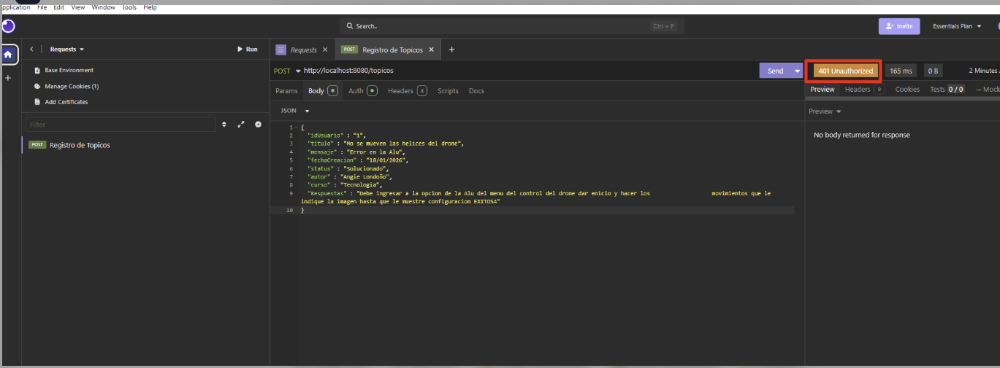 pplication File Edit View Window Tools Help
Search.. Ctrl + P Invite Essentials Plan
Requests Run Requests POST Registro de Topicos
Base Environment
Manage Cookies (1)
Add Certificates
Filter
POST Registro de Topicos
POST http://localhost:8080/topicos Send 401 Unauthorized 165 ms 0 B 2 Minutes
Params Body Auth Headers 4 Scripts Docs Preview Headers 9 Cookies Tests 0 / 0 → Mock
JSON Preview
No body returned for response
1 {
2 "idUsuario" : "1",
3 "titulo" : "No se mueven las helices del drone",
4 "mensaje" : "Error en la Alu",
5 "fechaCreacion" : "18/01/2026",
6 "status" : "Solucionado",
7 "autor" : "Angie Londoño",
8 "curso" : "Tecnologia",
9 "Respuestas" : "Debe ingresar a la opcion de la Alu del menu del control del drone dar enicio y hacer los movimientos que le
indique la imagen hasta que le muestre configuracion EXITOSA"
10 }